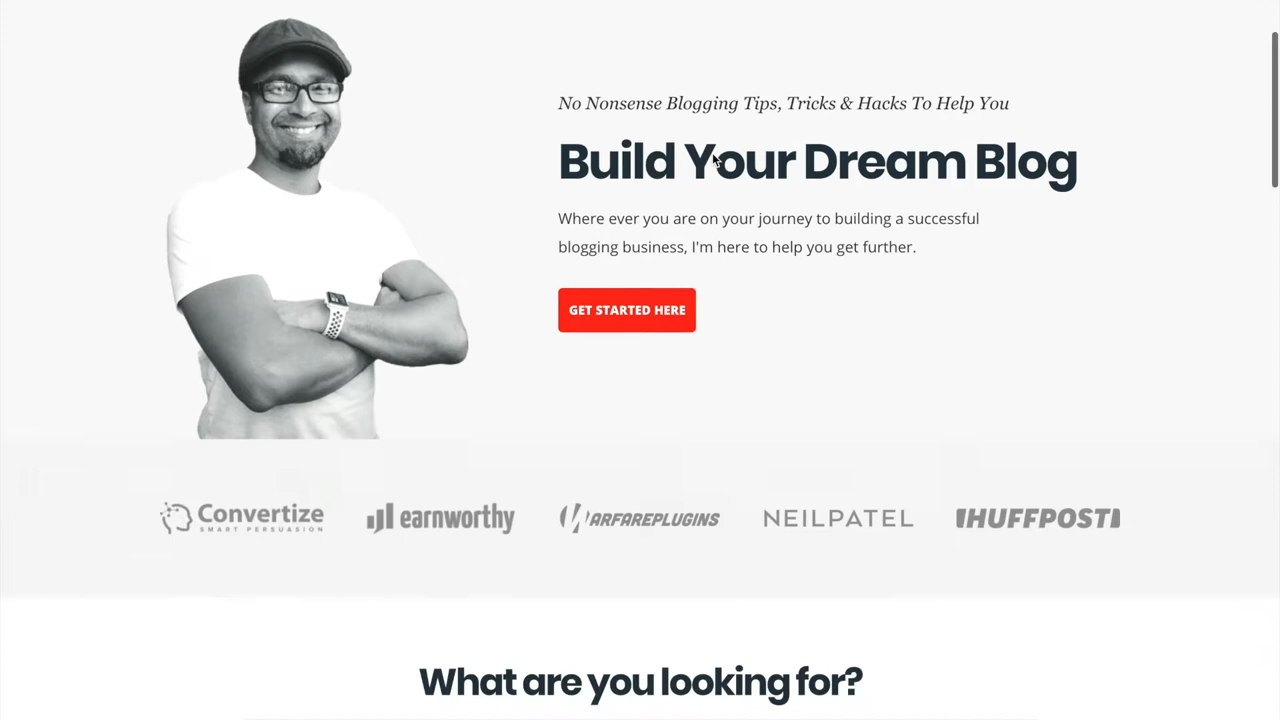 No Nonsense Blogging Tips, Tricks & Hacks To Help You
Build Your Dream Blog
Where ever you are on your journey to building a successful
blogging business, I'm here to help you get further.
GET STARTED HERE
Convertize
SMART PERSUASION
earnworthy
WARFAREPLUGINS
NEILPATEL
HUFFPOST
What are you looking for?